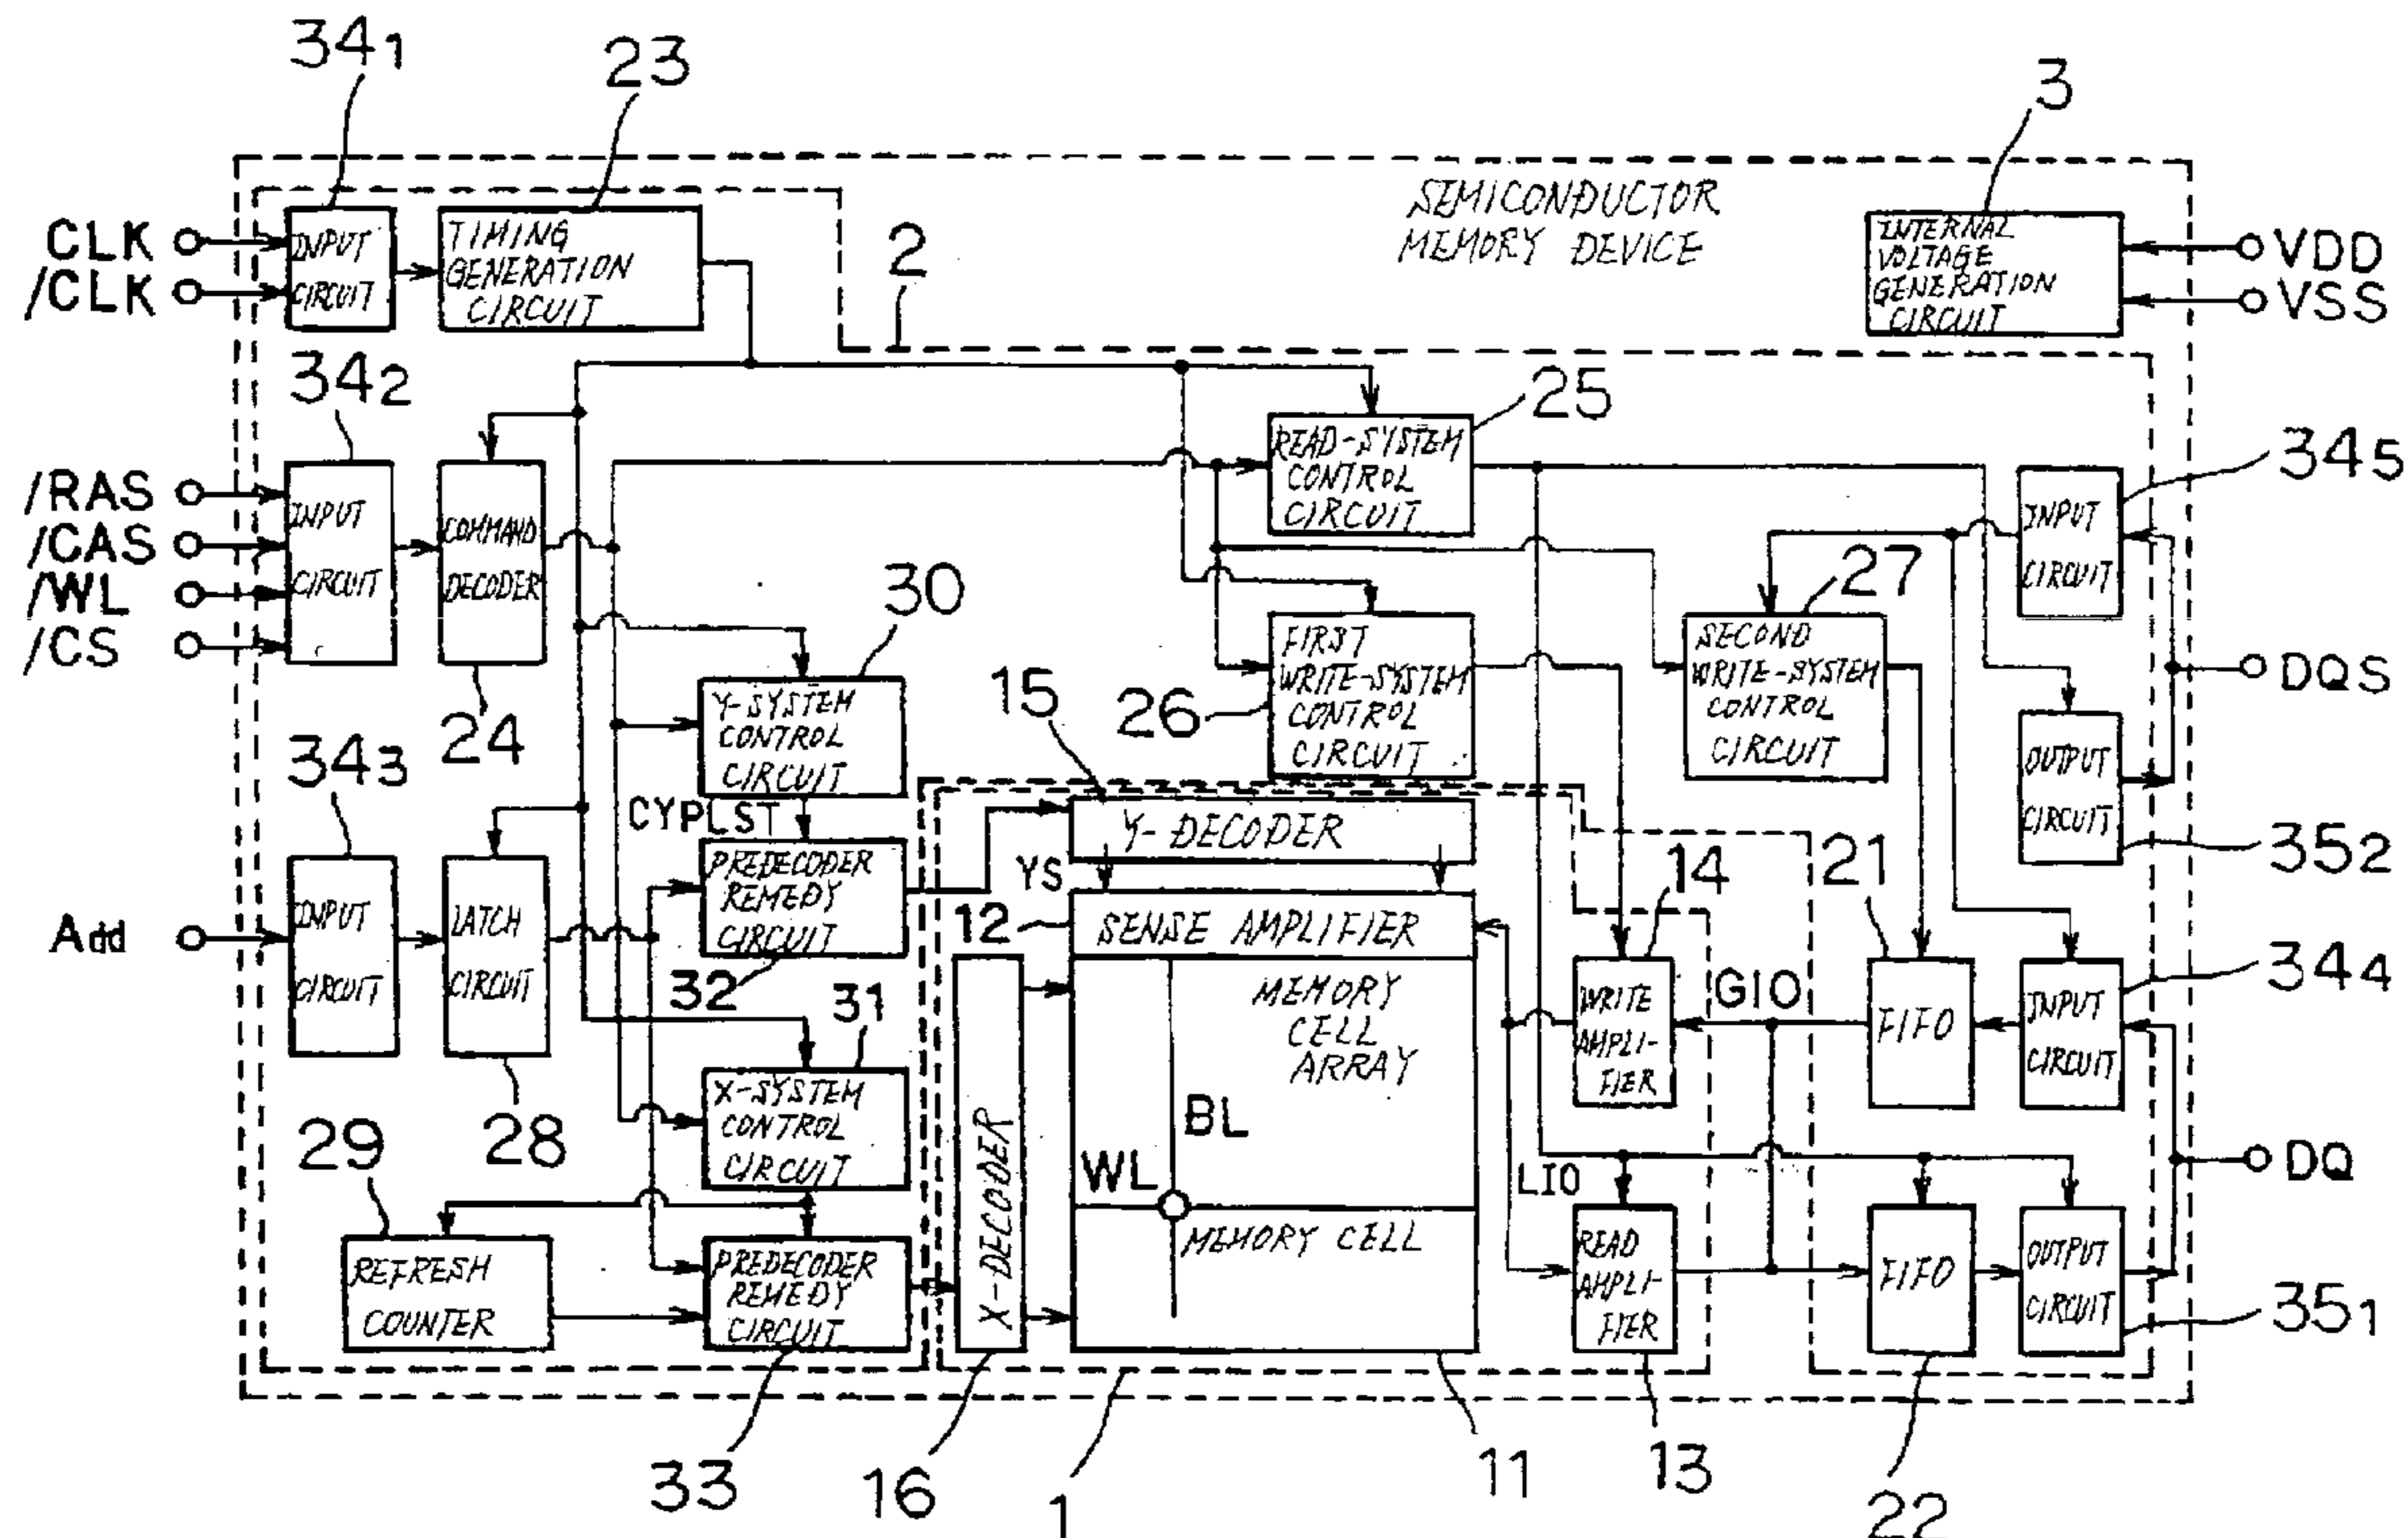 34₁
23
3
SEMICONDUCTOR
MEMORY DEVICE
CLK
/CLK
INPUT
CIRCUIT
TIMING
GENERATION
CIRCUIT
2
INTERNAL
VOLTAGE
GENERATION
CIRCUIT
VDD
VSS
34₂
25
/RAS
/CAS
/WL
/CS
INPUT
CIRCUIT
COMMAND
DECODER
READ-SYSTEM
CONTROL
CIRCUIT
INPUT
CIRCUIT
34₅
24
30
Y-SYSTEM
CONTROL
CIRCUIT
15
26
FIRST
WRITE-SYSTEM
CONTROL
CIRCUIT
27
SECOND
WRITE-SYSTEM
CONTROL
CIRCUIT
DQS
OUTPUT
CIRCUIT
35₂
34₃
CYPLST
Y-DECODER
YS
14
21
Add
INPUT
CIRCUIT
LATCH
CIRCUIT
PREDECODER
REMEDY
CIRCUIT
32
12
SENSE AMPLIFIER
MEMORY
CELL
ARRAY
WRITE
AMPLI-
FIER
GIO
FIFO
INPUT
CIRCUIT
34₄
28
31
X-SYSTEM
CONTROL
CIRCUIT
X-DECODER
BL
WL
MEMORY CELL
LIO
DQ
29
REFRESH
COUNTER
PREDECODER
REMEDY
CIRCUIT
READ
AMPLI-
FIER
FIFO
OUTPUT
CIRCUIT
35₁
33
16
1
11
13
22